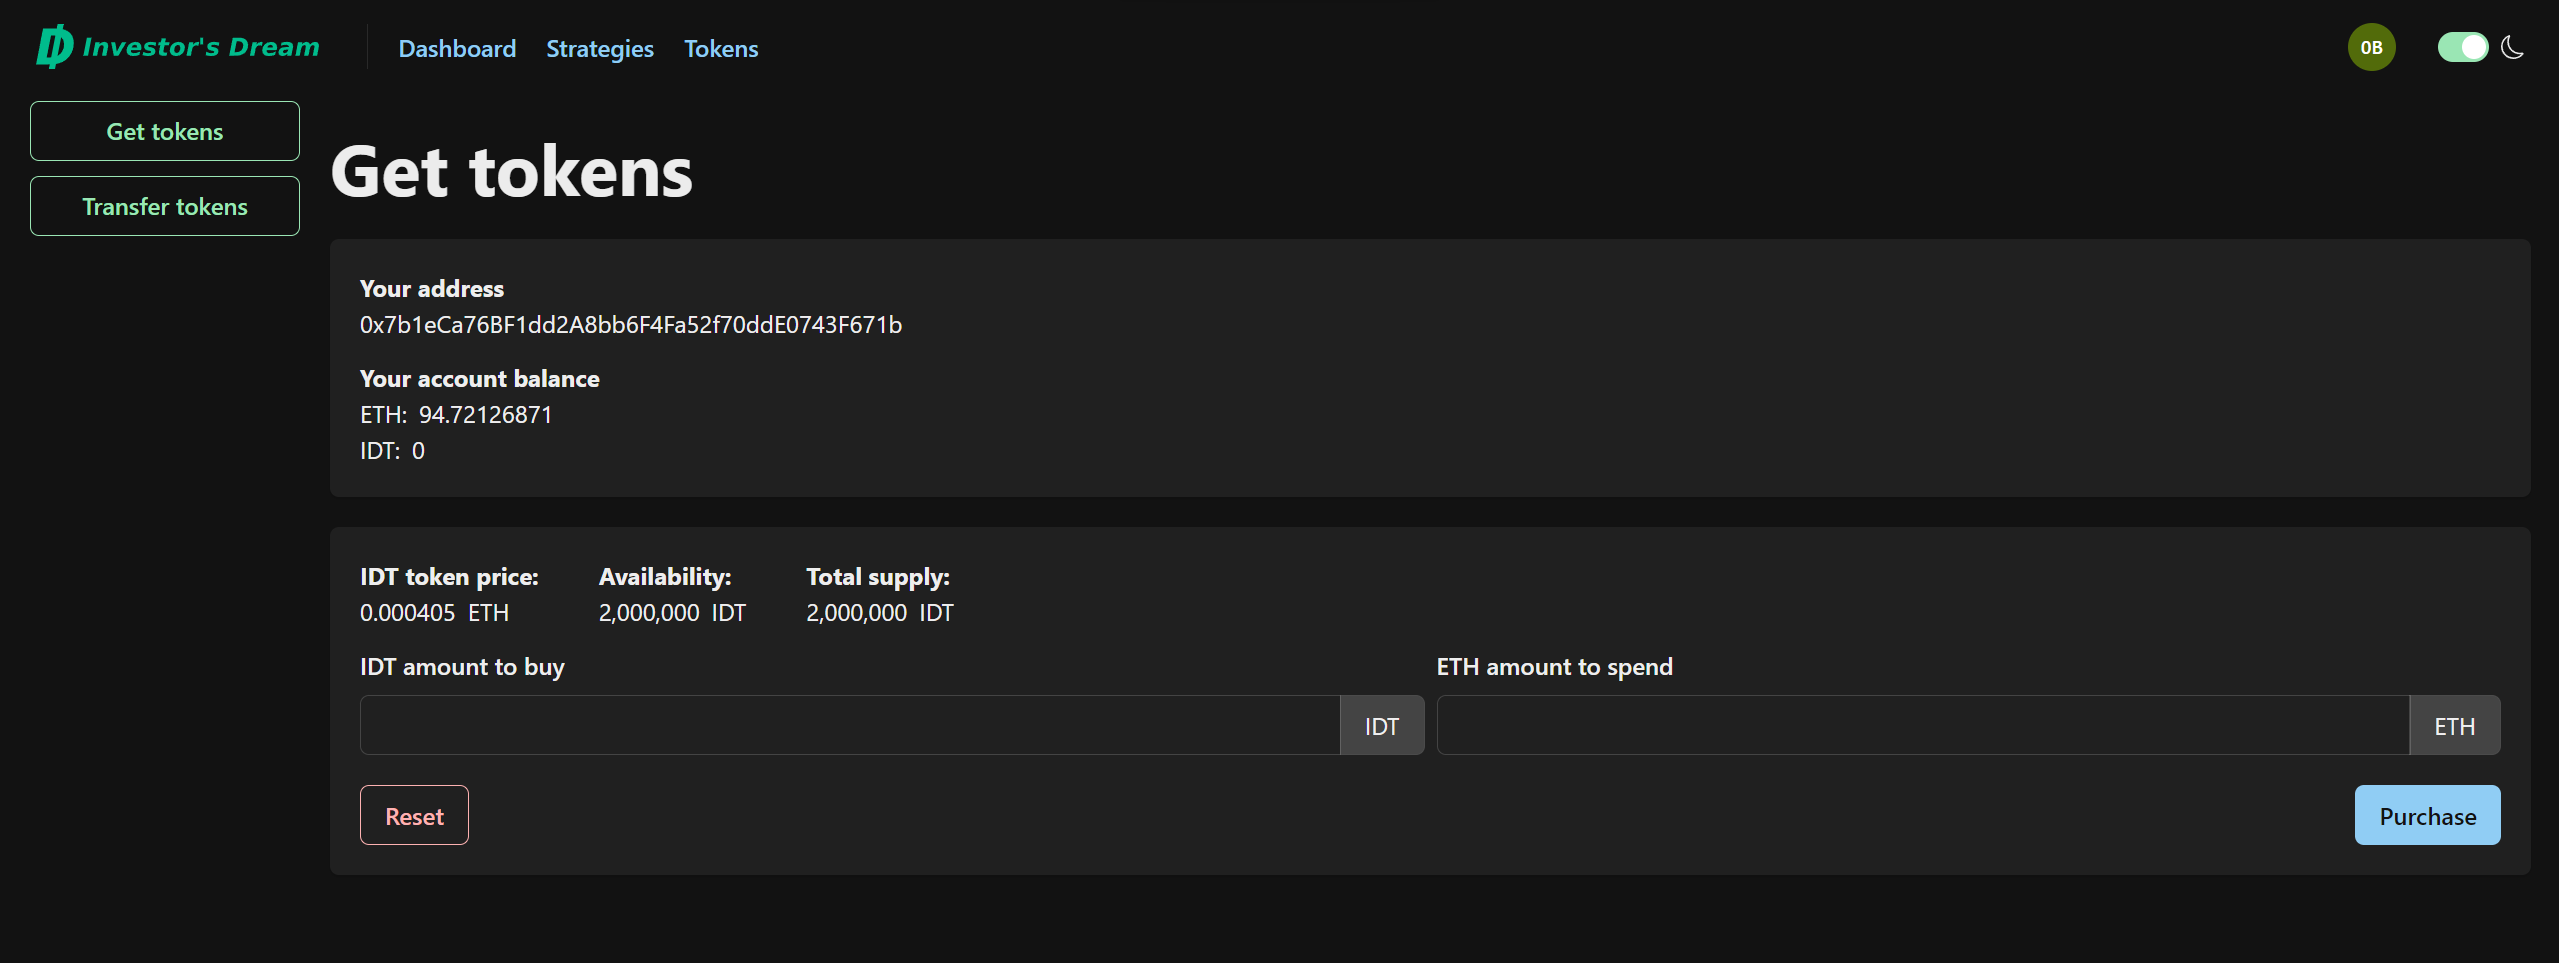 Investor's Dream
Dashboard Strategies Tokens
0B
Get tokens
Transfer tokens
Get tokens
Your address
0x7b1eCa76BF1dd2A8bb6F4Fa52f70ddE0743F671b
Your account balance
ETH: 94.72126871
IDT: 0
IDT token price: Availability: Total supply:
0.000405 ETH 2,000,000 IDT 2,000,000 IDT
IDT amount to buy ETH amount to spend
IDT ETH
Reset Purchase